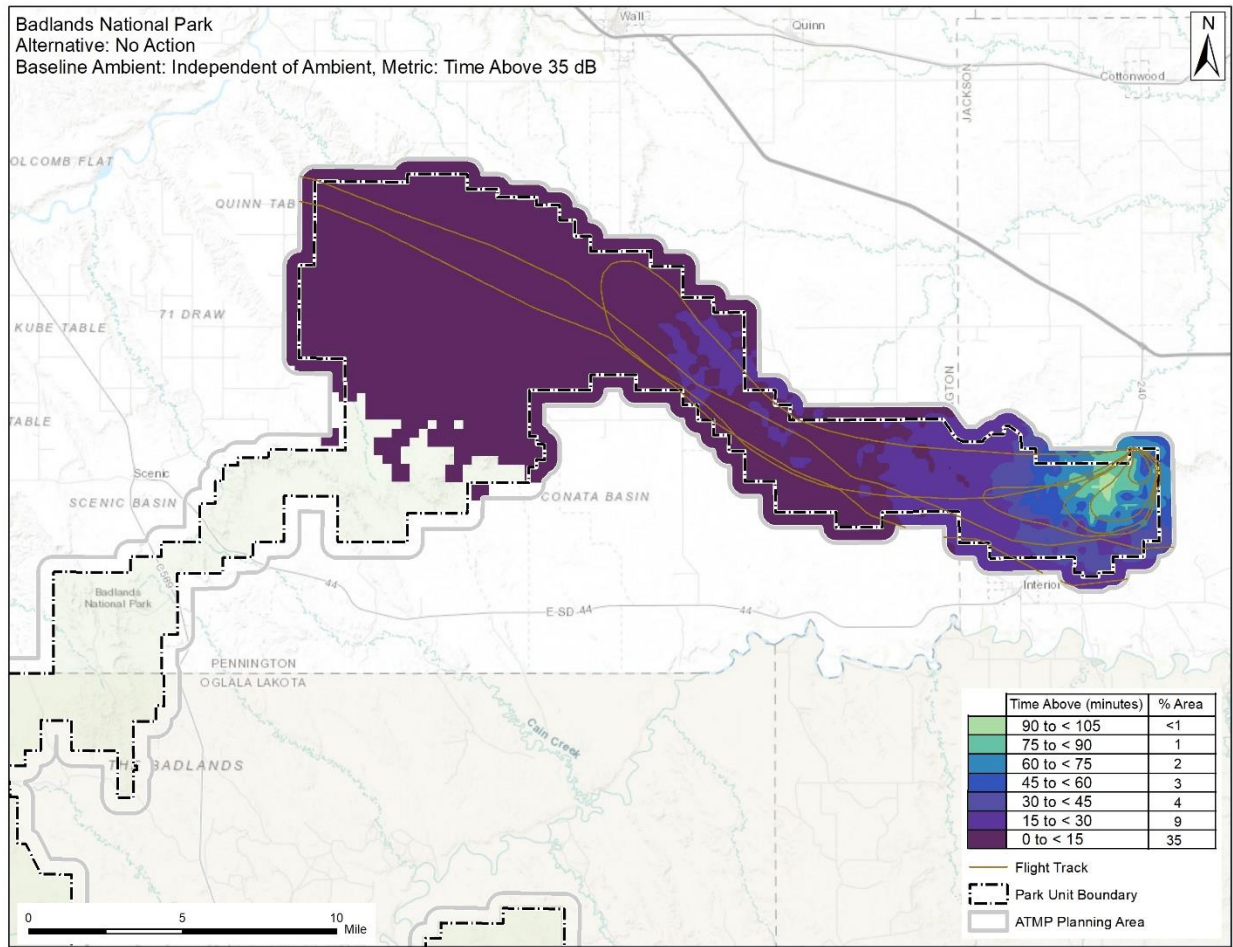 Badlands National Park
Alternative: No Action
Baseline Ambient: Independent of Ambient, Metric: Time Above 35 dB
N
Wall
Quinn
Cottonwood
JACKSON
OLCOMB FLAT
QUINN TAB
71 DRAW
KUBE TABLE
TABLE
NGTON
240
Scenic
SCENIC BASIN
CONATA BASIN
C589
44
Interior
Badlands
National Park
E SD 44
44
PENNINGTON
OGLALA LAKOTA
Cain Creek
THE BADLANDS
Time Above (minutes) % Area
90 to < 105 <1
75 to < 90 1
60 to < 75 2
45 to < 60 3
30 to < 45 4
15 to < 30 9
0 to < 15 35
Flight Track
Park Unit Boundary
ATMP Planning Area
0 5 10
Mile